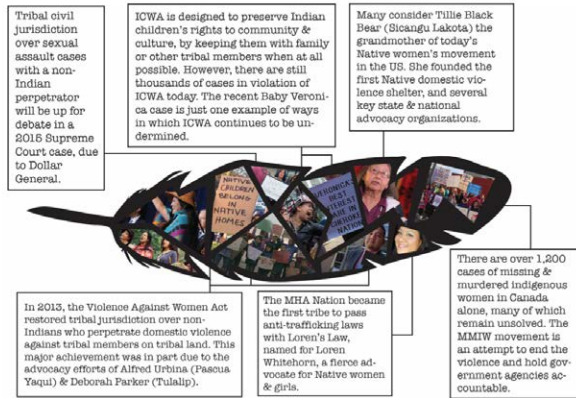 Tribal civil
jurisdiction
over sexual
assault cases
with a non-
Indian
perpetrator
will be up for
debate in a
2015 Supreme
Court case, due
to Dollar
General.
ICWA is designed to preserve Indian
children's rights to community &
culture, by keeping them with family
or other tribal members when at all
possible. However, there are still
thousands of cases in violation of
ICWA today. The recent Baby Veroni-
ca case is just one example of ways
in which ICWA continues to be un-
dermined.
Many consider Tillie Black
Bear (Sicangu Lakota) the
grandmother of today's
Native women's movement
in the US. She founded the
first Native domestic vio-
lence shelter, and several
key state & national
advocacy organizations.
NATIVE
CHILDREN
BELONG
IN
NATIVE
HOMES
VERONICA'S
BEST
INTEREST
ARE IN
CHEROKEE
NATION
In 2013, the Violence Against Women Act
restored tribal jurisdiction over non-
Indians who perpetrate domestic violence
against tribal members on tribal land. This
major achievement was in part due to the
advocacy efforts of Alfred Urbina (Pascua
Yaqui) & Deborah Parker (Tulalip).
The MHA Nation became
the first tribe to pass
anti-trafficking laws
with Loren's Law,
named for Loren
Whitehorn, a fierce ad-
vocate for Native women
& girls.
There are over 1,200
cases of missing &
murdered indigenous
women in Canada
alone, many of which
remain unsolved. The
MMIW movement is
an attempt to end the
violence and hold gov-
ernment agencies ac-
countable.